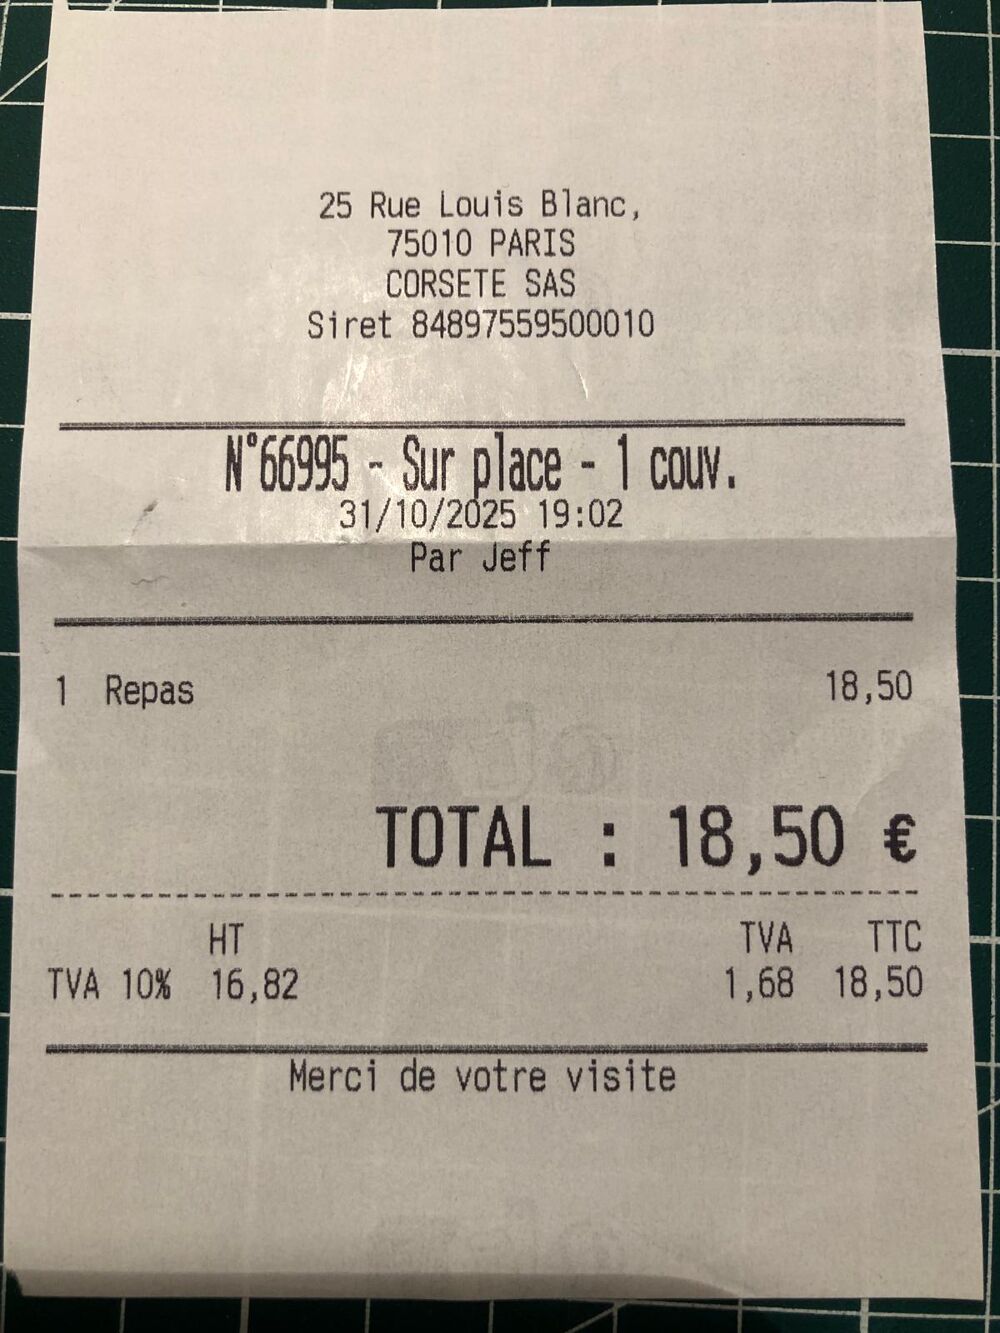 25 Rue Louis Blanc,
75010 PARIS
CORSETE SAS
Siret 84897559500010
N°66995 - Sur place - 1 couv.
31/10/2025 19:02
Par Jeff
1 Repas 18,50
TOTAL : 18,50 €
HT TVA TTC
TVA 10% 16,82 1,68 18,50
Merci de votre visite